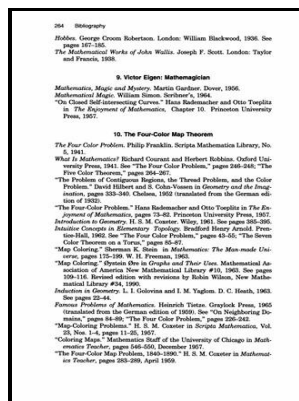 264 Bibliography
Hobbes. George Croom Robertson. London: William Blackwood, 1936. See
pages 167–185.
The Mathematical Works of John Wallis. Joseph F. Scott. London: Taylor
and Francis, 1938.
9. Victor Eigen: Mathemagician
Mathematics, Magic and Mystery. Martin Gardner. Dover, 1956.
Mathematical Magic. William Simon. Scribner's, 1964.
"On Closed Self-intersecting Curves." Hans Rademacher and Otto Toeplitz
in The Enjoyment of Mathematics, Chapter 10. Princeton University
Press, 1957.
10. The Four-Color Map Theorem
The Four Color Problem. Philip Franklin. Scripta Mathematica Library, No.
5, 1941.
What Is Mathematics? Richard Courant and Herbert Robbins. Oxford Uni-
versity Press, 1941. See "The Four Color Problem," pages 246–248; "The
Five Color Theorem," pages 264–267.
"The Problem of Contiguous Regions, the Thread Problem, and the Color
Problem." David Hilbert and S. Cohn-Vossen in Geometry and the Imag-
ination, pages 333–340. Chelsea, 1952 (translated from the German edi-
tion of 1932).
"The Four-Color Problem." Hans Rademacher and Otto Toeplitz in The En-
joyment of Mathematics, pages 73–82. Princeton University Press, 1957.
Introduction to Geometry. H. S. M. Coxeter. Wiley, 1961. See pages 385–395.
Intuitive Concepts in Elementary Topology. Bradford Henry Arnold. Pren-
tice-Hall, 1962. See "The Four Color Problem," pages 43–55; "The Seven
Color Theorem on a Torus," pages 85–87.
"Map Coloring." Sherman K. Stein in Mathematics: The Man-made Uni-
verse, pages 175–199. W. H. Freeman, 1963.
"Map Coloring." Øystein Ore in Graphs and Their Uses. Mathematical As-
sociation of America New Mathematical Library #10, 1963. See pages
109–116. Revised edition with revisions by Robin Wilson, New Mathe-
matical Library #34, 1990.
Induction in Geometry. L. I. Golovina and I. M. Yaglom. D. C. Heath, 1963.
See pages 22–44.
Famous Problems of Mathematics. Heinrich Tietze. Graylock Press, 1965
(translated from the German edition of 1959). See "On Neighboring Do-
mains," pages 84–89; "The Four Color Problem," pages 226–242.
"Map-Coloring Problems." H. S. M. Coxeter in Scripta Mathematica, Vol.
23, Nos. 1–4, pages 11–25, 1957.
"Coloring Maps." Mathematics Staff of the University of Chicago in Math-
ematics Teacher, pages 546–550, December 1957.
"The Four-Color Map Problem, 1840–1890." H. S. M. Coxeter in Mathemat-
ics Teacher, pages 283–289, April 1959.